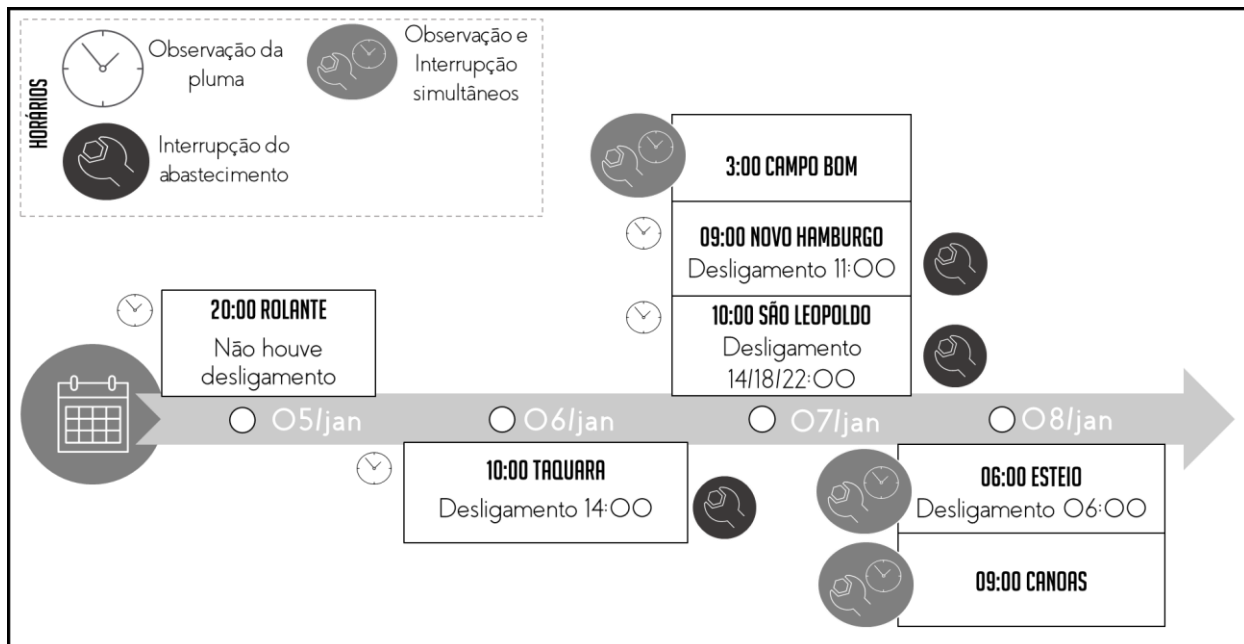 HORÁRIOS
Observação da
pluma
Observação e
Interrupção
simultâneos
Interrupção do
abastecimento
3:00 CAMPO BOM
09:00 NOVO HAMBURGO
Desligamento 11:00
10:00 SÃO LEOPOLDO
Desligamento
14/18/22:00
20:00 ROLANTE
Não houve
desligamento
05/jan
06/jan
07/jan
08/jan
10:00 TAQUARA
Desligamento 14:00
06:00 ESTEIO
Desligamento 06:00
09:00 CANOAS